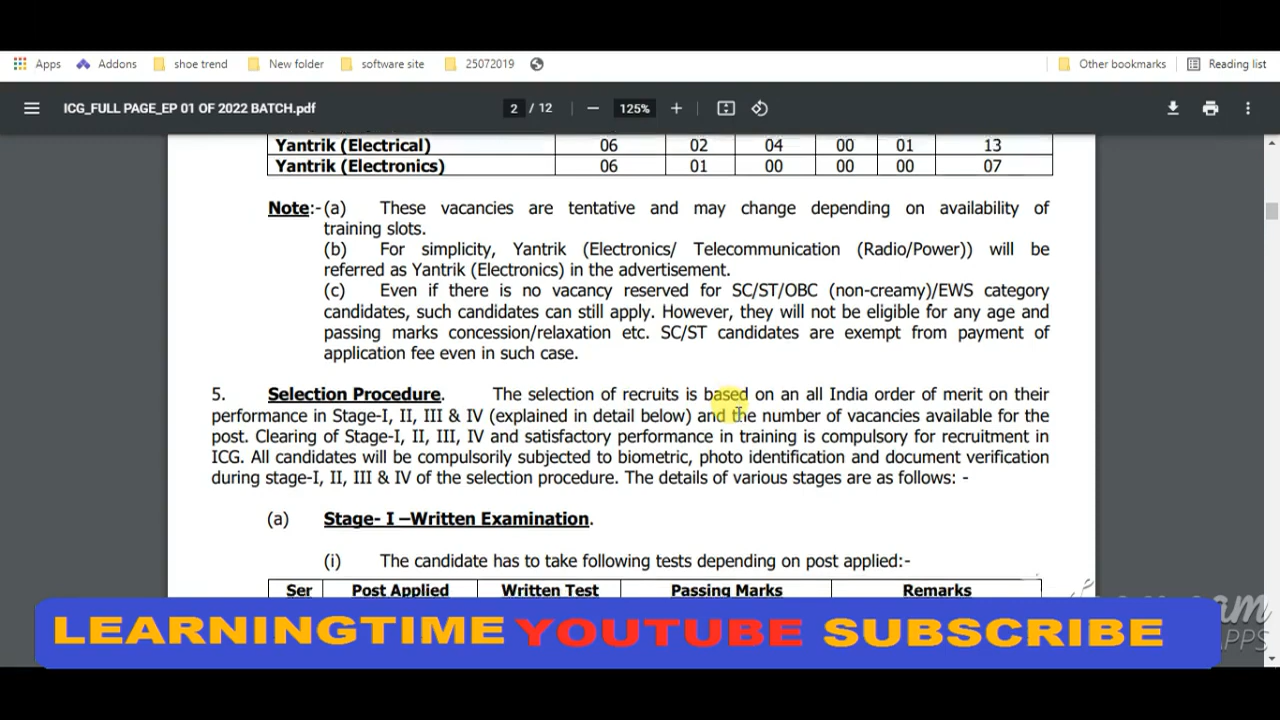 Apps Addons shoe trend New folder software site 25072019 Other bookmarks Reading list
ICG_FULL PAGE_EP 01 OF 2022 BATCH.pdf 2 / 12 125%
Yantrik (Electrical) 06 02 04 00 01 13
Yantrik (Electronics) 06 01 00 00 00 07
Note:- (a) These vacancies are tentative and may change depending on availability of
training slots.
(b) For simplicity, Yantrik (Electronics/ Telecommunication (Radio/Power)) will be
referred as Yantrik (Electronics) in the advertisement.
(c) Even if there is no vacancy reserved for SC/ST/OBC (non-creamy)/EWS category
candidates, such candidates can still apply. However, they will not be eligible for any age and
passing marks concession/relaxation etc. SC/ST candidates are exempt from payment of
application fee even in such case.
5. Selection Procedure. The selection of recruits is based on an all India order of merit on their
performance in Stage-I, II, III & IV (explained in detail below) and the number of vacancies available for the
post. Clearing of Stage-I, II, III, IV and satisfactory performance in training is compulsory for recruitment in
ICG. All candidates will be compulsorily subjected to biometric, photo identification and document verification
during stage-I, II, III & IV of the selection procedure. The details of various stages are as follows: -
(a) Stage- I –Written Examination.
(i) The candidate has to take following tests depending on post applied:-
Ser Post Applied Written Test Passing Marks Remarks
LEARNINGTIME YOUTUBE SUBSCRIBE
APPS